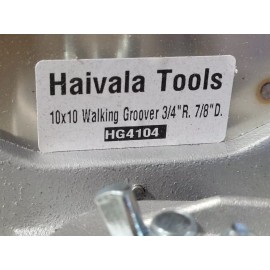 Haivala Tools
10x10 Walking Groover 3/4"R. 7/8"D.
HG4104